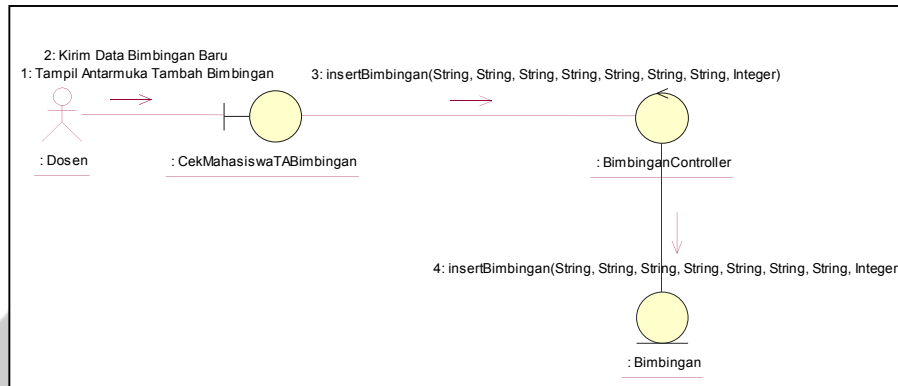 2: Kirim Data Bimbingan Baru
1: Tampil Antarmuka Tambah Bimbingan
3: insertBimbingan(String, String, String, String, String, String, String, Integer)
: Dosen
: CekMahasiswaTABimbingan
: BimbinganController
4: insertBimbingan(String, String, String, String, String, String, String, Integer
: Bimbingan